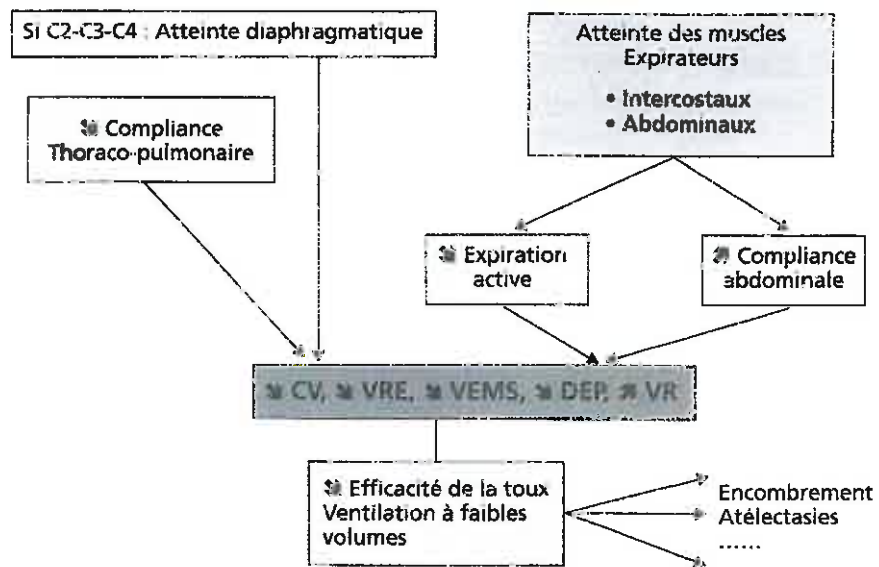 Si C2-C3-C4 : Atteinte diaphragmatique
Atteinte des muscles
Expirateurs
• Intercostaux
• Abdominaux
↘ Compliance
Thoraco-pulmonaire
↘ Expiration
active
↗ Compliance
abdominale
↘ CV, ↘ VRE, ↘ VEMS, ↘ DEP, ↗ VR
↘ Efficacité de la toux
Ventilation à faibles
volumes
Encombrement
Atélectasies
......